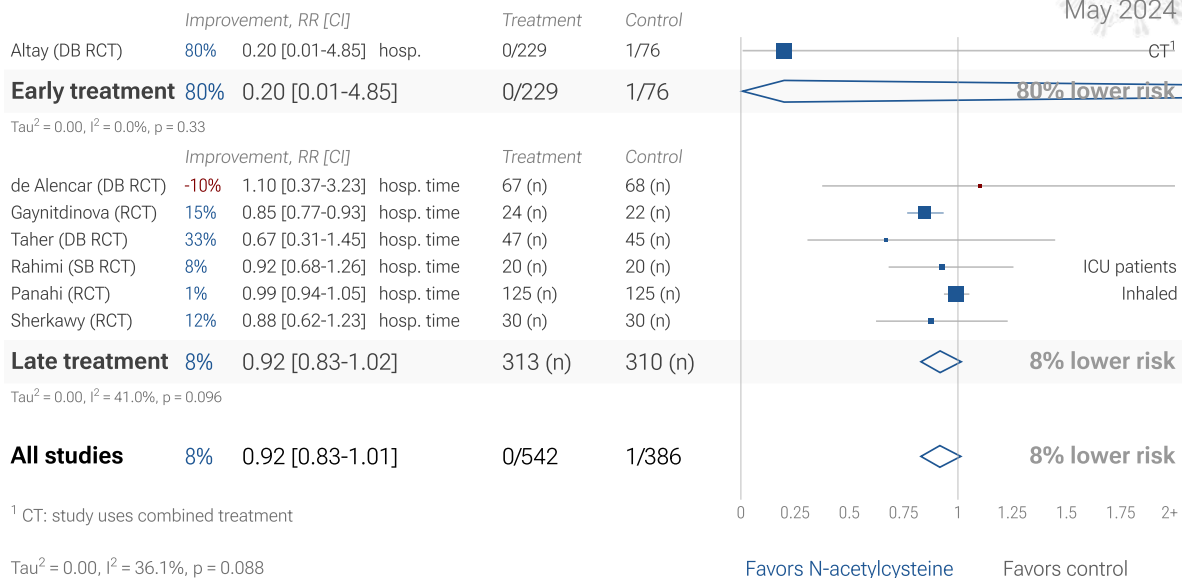 May 2024
Improvement, RR [CI] Treatment Control
Altay (DB RCT) 80% 0.20 [0.01-4.85] hosp. 0/229 1/76 CT1
Early treatment 80% 0.20 [0.01-4.85] 0/229 1/76 80% lower risk
Tau2 = 0.00, I2 = 0.0%, p = 0.33
Improvement, RR [CI] Treatment Control
de Alencar (DB RCT) -10% 1.10 [0.37-3.23] hosp. time 67 (n) 68 (n)
Gaynitdinova (RCT) 15% 0.85 [0.77-0.93] hosp. time 24 (n) 22 (n)
Taher (DB RCT) 33% 0.67 [0.31-1.45] hosp. time 47 (n) 45 (n)
Rahimi (SB RCT) 8% 0.92 [0.68-1.26] hosp. time 20 (n) 20 (n) ICU patients
Panahi (RCT) 1% 0.99 [0.94-1.05] hosp. time 125 (n) 125 (n) Inhaled
Sherkawy (RCT) 12% 0.88 [0.62-1.23] hosp. time 30 (n) 30 (n)
Late treatment 8% 0.92 [0.83-1.02] 313 (n) 310 (n) 8% lower risk
Tau2 = 0.00, I2 = 41.0%, p = 0.096
All studies 8% 0.92 [0.83-1.01] 0/542 1/386 8% lower risk
0 0.25 0.5 0.75 1 1.25 1.5 1.75 2+
1 CT: study uses combined treatment
Tau2 = 0.00, I2 = 36.1%, p = 0.088 Favors N-acetylcysteine Favors control